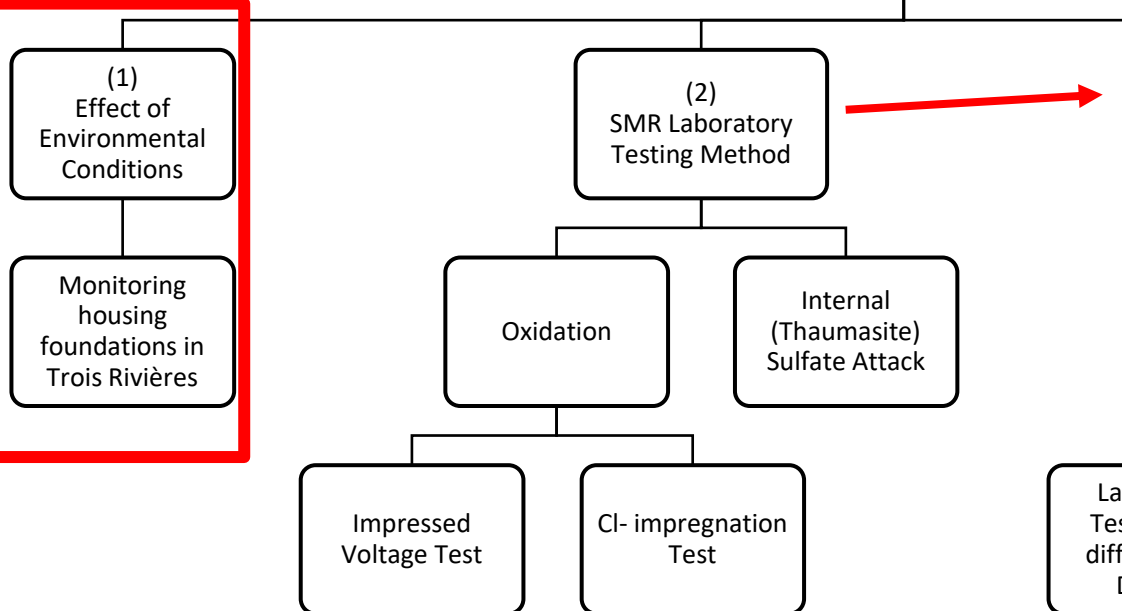 (1)
Effect of
Environmental
Conditions
(2)
SMR Laboratory
Testing Method
Monitoring
housing
foundations in
Trois Rivières
Oxidation
Internal
(Thaumasite)
Sulfate Attack
Impressed
Voltage Test
Cl- impregnation
Test